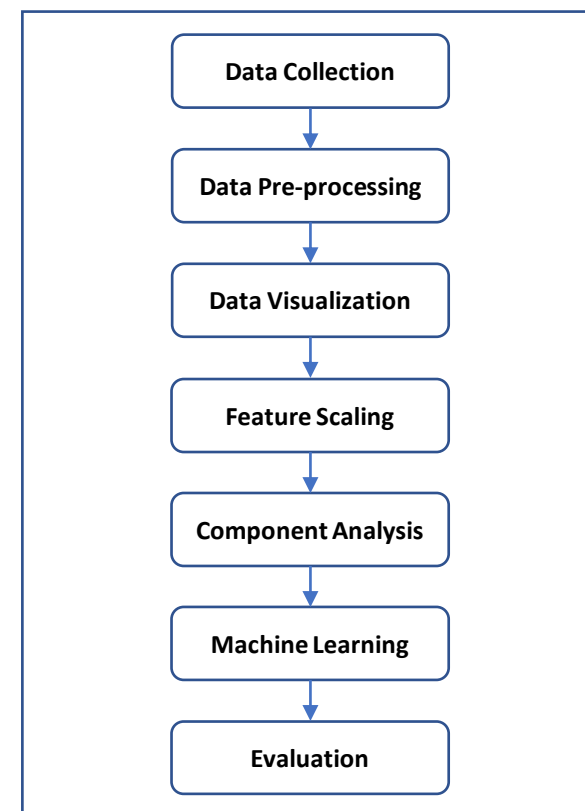 Data Collection
Data Pre-processing
Data Visualization
Feature Scaling
Component Analysis
Machine Learning
Evaluation